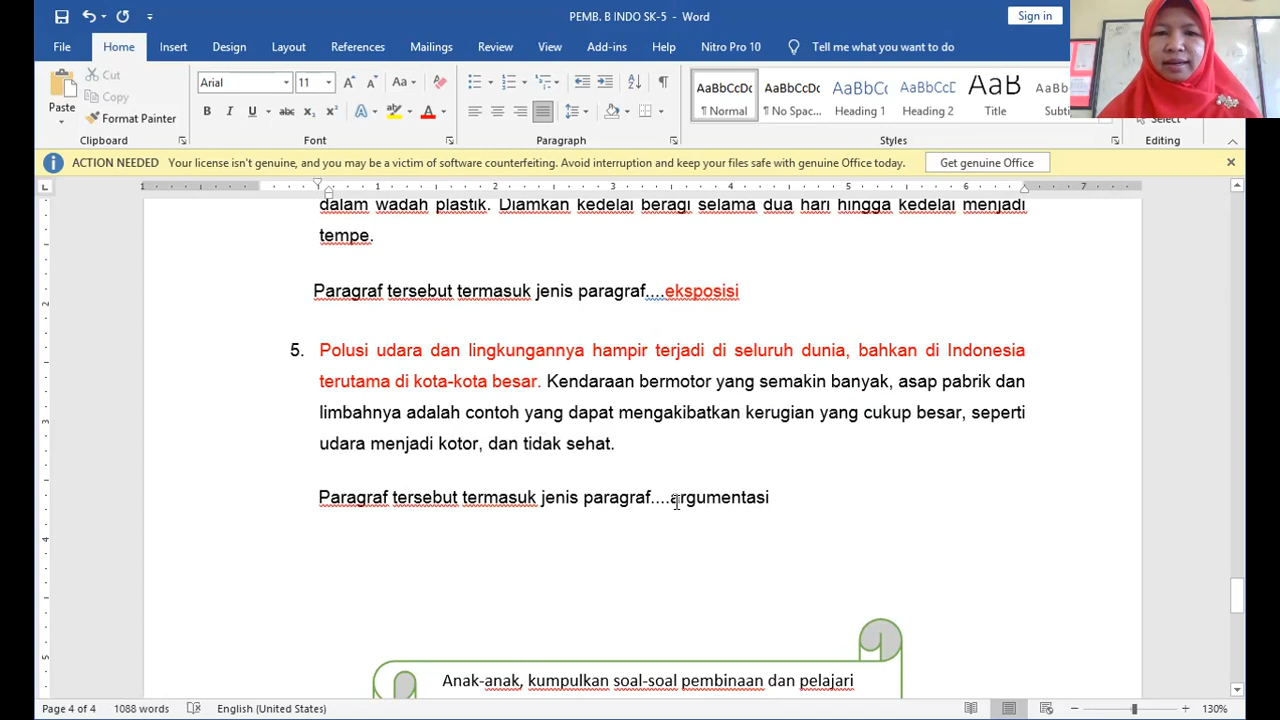 PEMB. B INDO SK-5 - Word
Sign in
File Home Insert Design Layout References Mailings Review View Add-ins Help Nitro Pro 10 Tell me what you want to do
Paste
Cut
Copy
Format Painter
Clipboard
Arial 11
Font
Paragraph
AaBbCcDc AaBbCcDc AaBbCc AaBbCcD AaB AaBbCcD
¶ Normal ¶ No Spac... Heading 1 Heading 2 Title Subt
Styles
Select
Editing
ACTION NEEDED Your license isn't genuine, and you may be a victim of software counterfeiting. Avoid interruption and keep your files safe with genuine Office today. Get genuine Office
dalam wadah plastik. Diamkan kedelai beragi selama dua hari hingga kedelai menjadi
tempe.
Paragraf tersebut termasuk jenis paragraf....eksposisi
5. Polusi udara dan lingkungannya hampir terjadi di seluruh dunia, bahkan di Indonesia
terutama di kota-kota besar. Kendaraan bermotor yang semakin banyak, asap pabrik dan
limbahnya adalah contoh yang dapat mengakibatkan kerugian yang cukup besar, seperti
udara menjadi kotor, dan tidak sehat.
Paragraf tersebut termasuk jenis paragraf....argumentasi
Anak-anak, kumpulkan soal-soal pembinaan dan pelajari
Page 4 of 4 1088 words English (United States) 130%